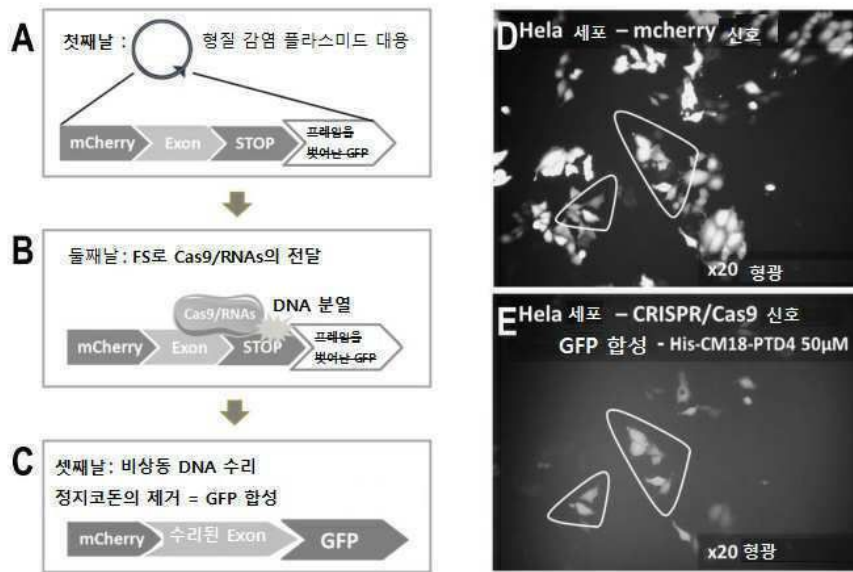 A
첫째날 :
형질 감염 플라스미드 대용
mCherry
Exon
STOP
프레임을
벗어난 GFP
B
둘째날 : FS로 Cas9/RNAs의 전달
Cas9/RNAs
DNA 분열
mCherry
Exon
STOP
프레임을
벗어난 GFP
C
셋째날: 비상동 DNA 수리
정지코돈의 제거 = GFP 합성
mCherry
수리된 Exon
GFP
D Hela 세포 – mcherry 신호
x20 형광
E Hela 세포 – CRISPR/Cas9 신호
GFP 합성 - His-CM18-PTD4 50µM
x20 형광